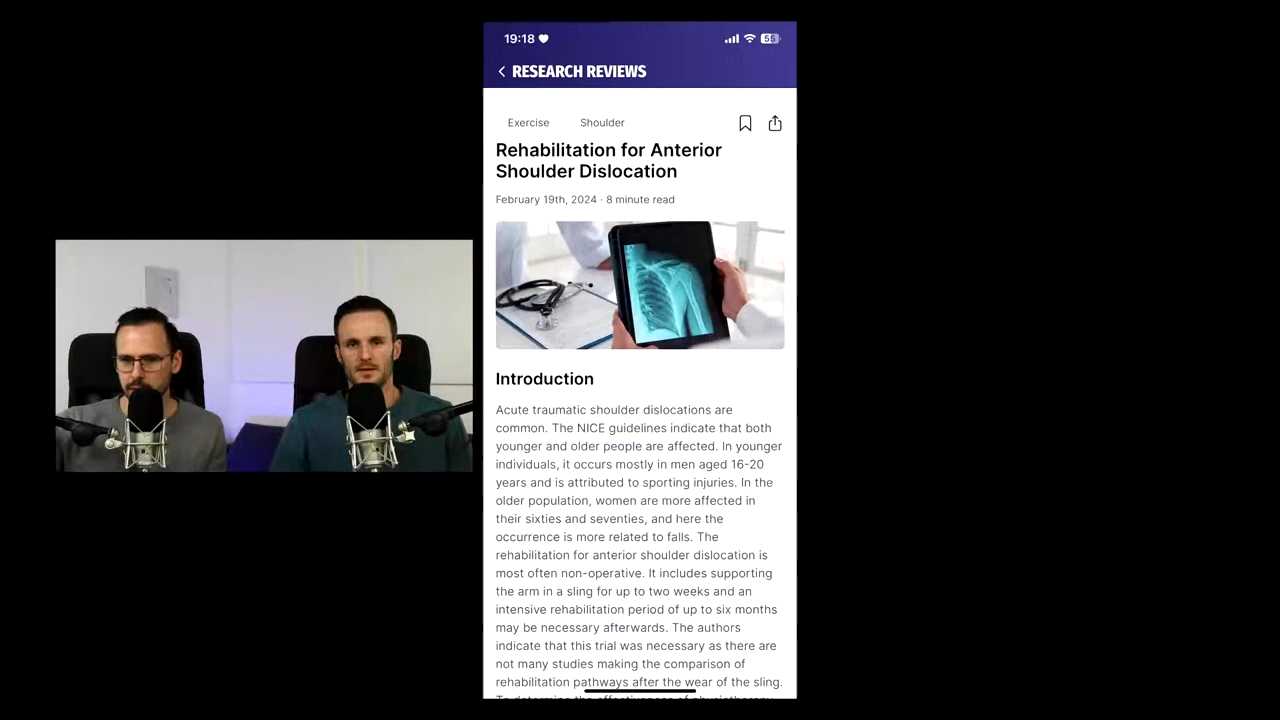 19:18
55
RESEARCH REVIEWS
Exercise Shoulder
Rehabilitation for Anterior
Shoulder Dislocation
February 19th, 2024 · 8 minute read
Introduction
Acute traumatic shoulder dislocations are
common. The NICE guidelines indicate that both
younger and older people are affected. In younger
individuals, it occurs mostly in men aged 16-20
years and is attributed to sporting injuries. In the
older population, women are more affected in
their sixties and seventies, and here the
occurrence is more related to falls. The
rehabilitation for anterior shoulder dislocation is
most often non-operative. It includes supporting
the arm in a sling for up to two weeks and an
intensive rehabilitation period of up to six months
may be necessary afterwards. The authors
indicate that this trial was necessary as there are
not many studies making the comparison of
rehabilitation pathways after the wear of the sling.
To determine the effectiveness of physiotherapy